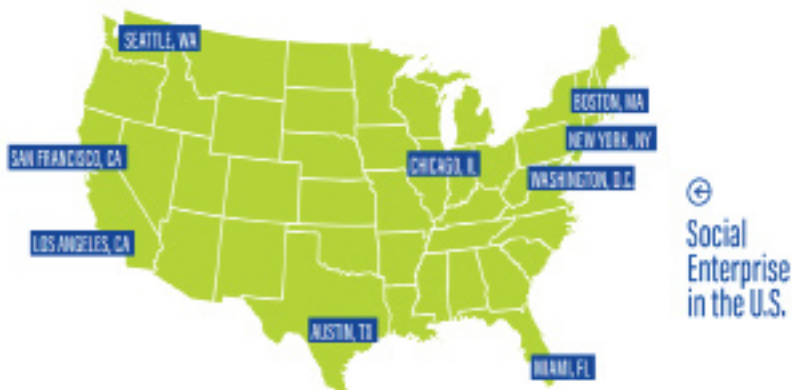 SEATTLE, WA
BOSTON, MA
NEW YORK, NY
SAN FRANCISCO, CA
CHICAGO, IL
WASHINGTON, D.C.
LOS ANGELES, CA
AUSTIN, TX
MIAMI, FL
Social
Enterprise
in the U.S.